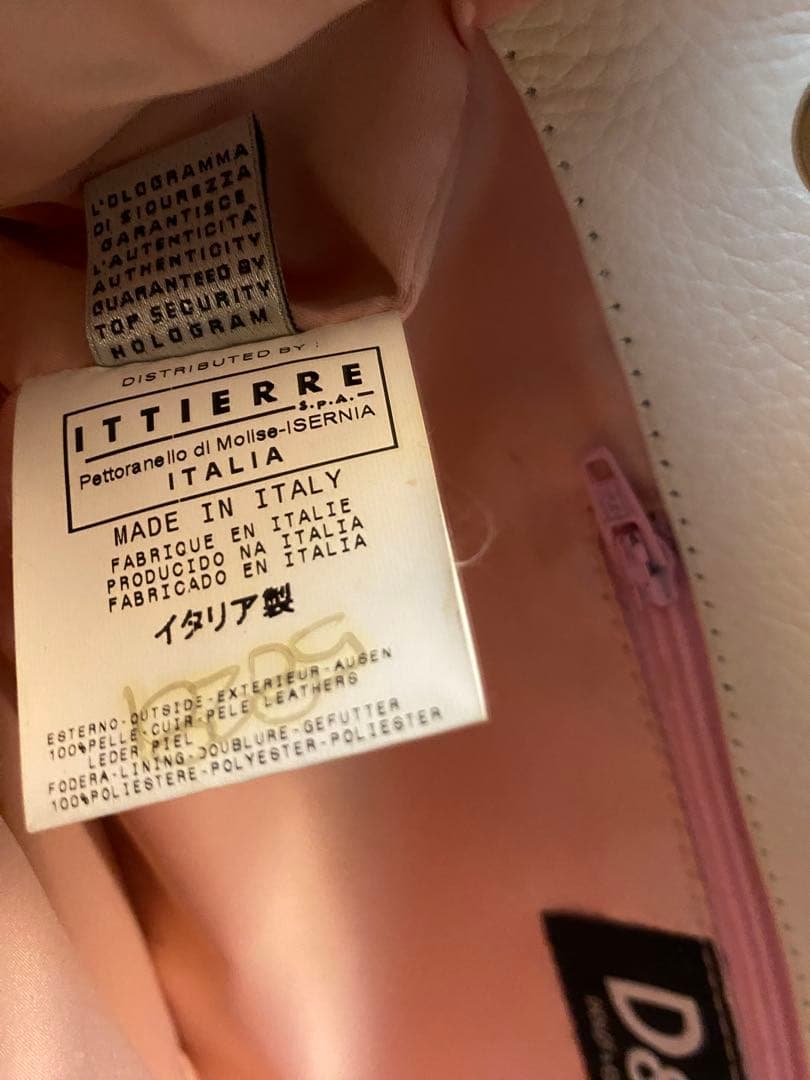 L'OLOGRAMMA
DI SICUREZZA
GARANTISCE
L'AUTENTICITÀ
AUTHENTICITY
GUARANTEED BY
TOP SECURITY
HOLOGRAM
DISTRIBUTED BY :
ITTIERRE
S.p.A.
Pettoranello di Molise-ISERNIA
ITALIA
MADE IN ITALY
FABRIQUE EN ITALIE
PRODUCIDO NA ITALIA
FABRICADO EN ITALIA
イタリア製
ESTERNO-OUTSIDE-EXTERIEUR-AUSEN
100%PELLE-CUIR-PELE LEATHERS
LEDER PIEL
FODERA-LINING-DOUBLURE-GEFUTTER
100%POLIESTERE-POLYESTER-POLIESTER
D&